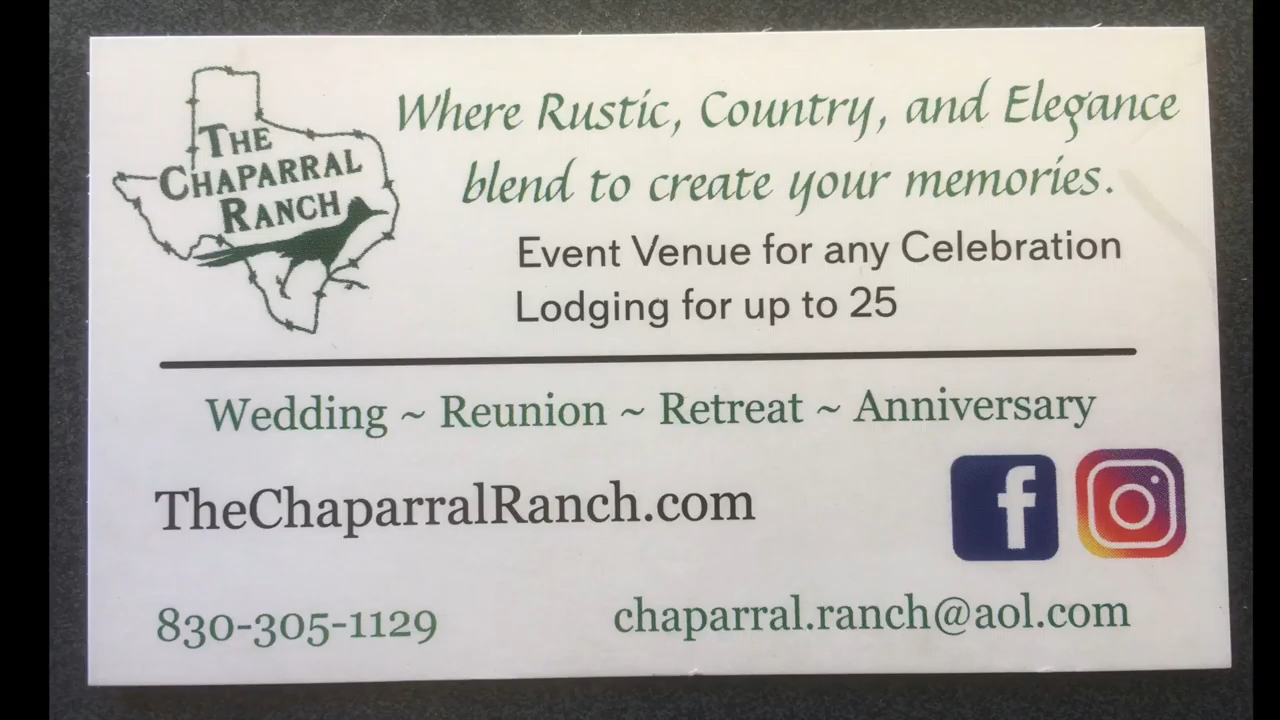 THE
CHAPARRAL
RANCH
Where Rustic, Country, and Elegance
blend to create your memories.
Event Venue for any Celebration
Lodging for up to 25
Wedding ~ Reunion ~ Retreat ~ Anniversary
TheChaparralRanch.com
830-305-1129
chaparral.ranch@aol.com